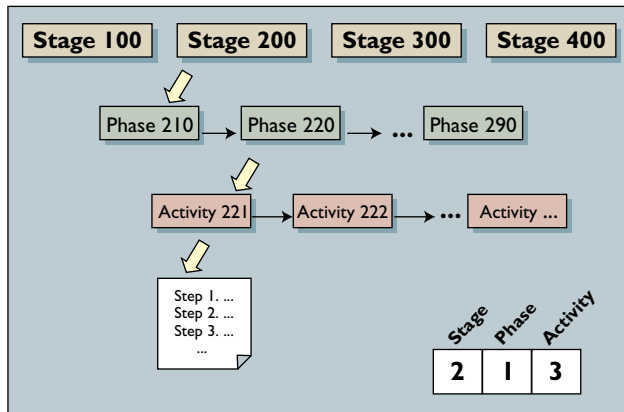 Stage 100 Stage 200 Stage 300 Stage 400
Phase 210 Phase 220 ... Phase 290
Activity 221 Activity 222 ... Activity ...
Step 1. ...
Step 2. ...
Step 3. ...
...
Stage Phase Activity
2 1 3